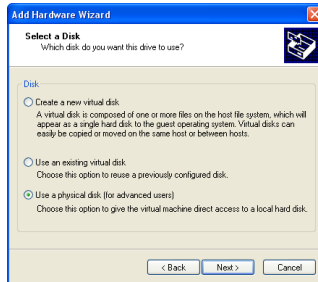 Add Hardware Wizard
Select a Disk
Which disk do you want this drive to use?
Disk
Create a new virtual disk
A virtual disk is composed of one or more files on the host file system, which will
appear as a single hard disk to the guest operating system. Virtual disks can
easily be copied or moved on the same host or between hosts.
Use an existing virtual disk
Choose this option to reuse a previously configured disk.
Use a physical disk (for advanced users)
Choose this option to give the virtual machine direct access to a local hard disk.
< Back Next > Cancel